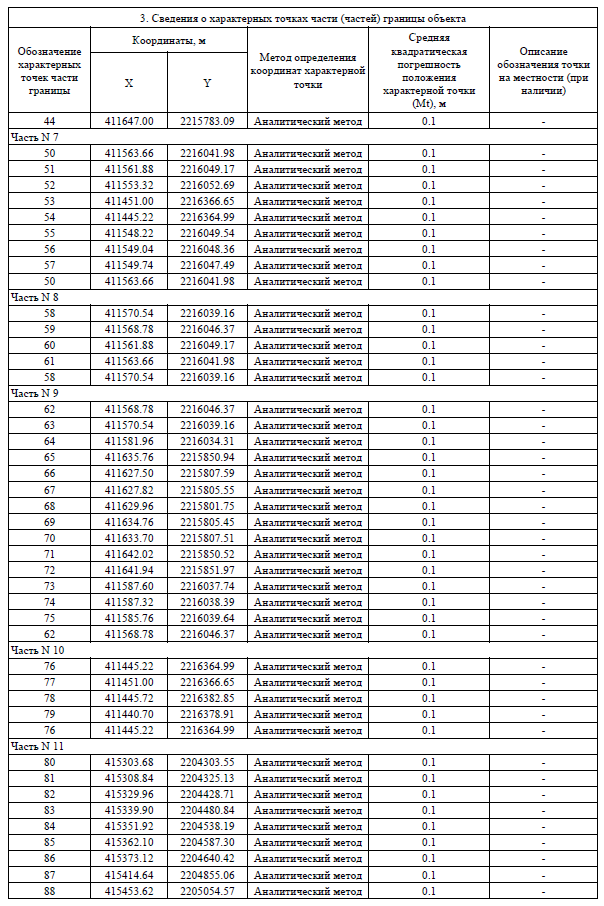 3. Сведения о характерных точках части (частей) границы объекта
Обозначение характерных точек части границы
Координаты, м
Метод определения координат характерной точки
Средняя квадратическая погрешность положения характерной точки (Mt), м
Описание обозначения точки на местности (при наличии)
X Y
44 411647.00 2215783.09 Аналитический метод 0.1 -
Часть N 7
50 411563.66 2216041.98 Аналитический метод 0.1 -
51 411561.88 2216049.17 Аналитический метод 0.1 -
52 411553.32 2216052.69 Аналитический метод 0.1 -
53 411451.00 2216366.65 Аналитический метод 0.1 -
54 411445.22 2216364.99 Аналитический метод 0.1 -
55 411548.22 2216049.54 Аналитический метод 0.1 -
56 411549.04 2216048.36 Аналитический метод 0.1 -
57 411549.74 2216047.49 Аналитический метод 0.1 -
50 411563.66 2216041.98 Аналитический метод 0.1 -
Часть N 8
58 411570.54 2216039.16 Аналитический метод 0.1 -
59 411568.78 2216046.37 Аналитический метод 0.1 -
60 411561.88 2216049.17 Аналитический метод 0.1 -
61 411563.66 2216041.98 Аналитический метод 0.1 -
58 411570.54 2216039.16 Аналитический метод 0.1 -
Часть N 9
62 411568.78 2216046.37 Аналитический метод 0.1 -
63 411570.54 2216039.16 Аналитический метод 0.1 -
64 411581.96 2216034.31 Аналитический метод 0.1 -
65 411635.76 2215850.94 Аналитический метод 0.1 -
66 411627.50 2215807.59 Аналитический метод 0.1 -
67 411627.82 2215805.55 Аналитический метод 0.1 -
68 411629.96 2215801.75 Аналитический метод 0.1 -
69 411634.76 2215805.45 Аналитический метод 0.1 -
70 411633.70 2215807.51 Аналитический метод 0.1 -
71 411642.02 2215850.52 Аналитический метод 0.1 -
72 411641.94 2215851.97 Аналитический метод 0.1 -
73 411587.60 2216037.74 Аналитический метод 0.1 -
74 411587.32 2216038.39 Аналитический метод 0.1 -
75 411585.76 2216039.64 Аналитический метод 0.1 -
62 411568.78 2216046.37 Аналитический метод 0.1 -
Часть N 10
76 411445.22 2216364.99 Аналитический метод 0.1 -
77 411451.00 2216366.65 Аналитический метод 0.1 -
78 411445.72 2216382.85 Аналитический метод 0.1 -
79 411440.70 2216378.91 Аналитический метод 0.1 -
76 411445.22 2216364.99 Аналитический метод 0.1 -
Часть N 11
80 415303.68 2204303.55 Аналитический метод 0.1 -
81 415308.84 2204325.13 Аналитический метод 0.1 -
82 415329.96 2204428.71 Аналитический метод 0.1 -
83 415339.90 2204480.84 Аналитический метод 0.1 -
84 415351.92 2204538.19 Аналитический метод 0.1 -
85 415362.10 2204587.30 Аналитический метод 0.1 -
86 415373.12 2204640.42 Аналитический метод 0.1 -
87 415414.64 2204855.06 Аналитический метод 0.1 -
88 415453.62 2205054.57 Аналитический метод 0.1 -